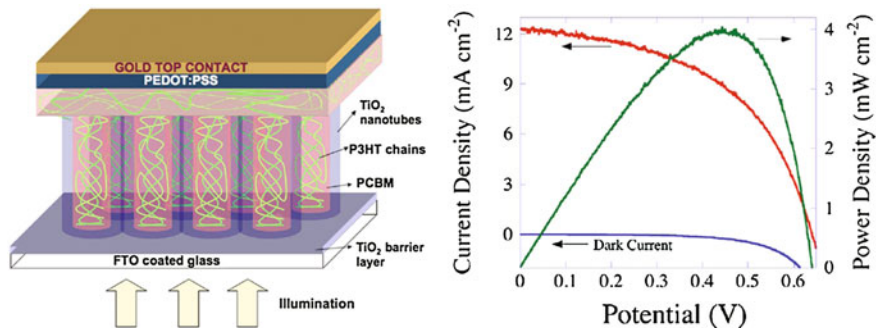 GOLD TOP CONTACT
PEDOT:PSS
TiO₂
nanotubes
P3HT chains
PCBM
TiO₂ barrier
layer
FTO coated glass
Illumination
Current Density (mA cm⁻²)
12
9
6
3
0
Dark Current
4
3
2
1
0
Power Density (mW cm⁻²)
0 0.1 0.2 0.3 0.4 0.5 0.6
Potential (V)